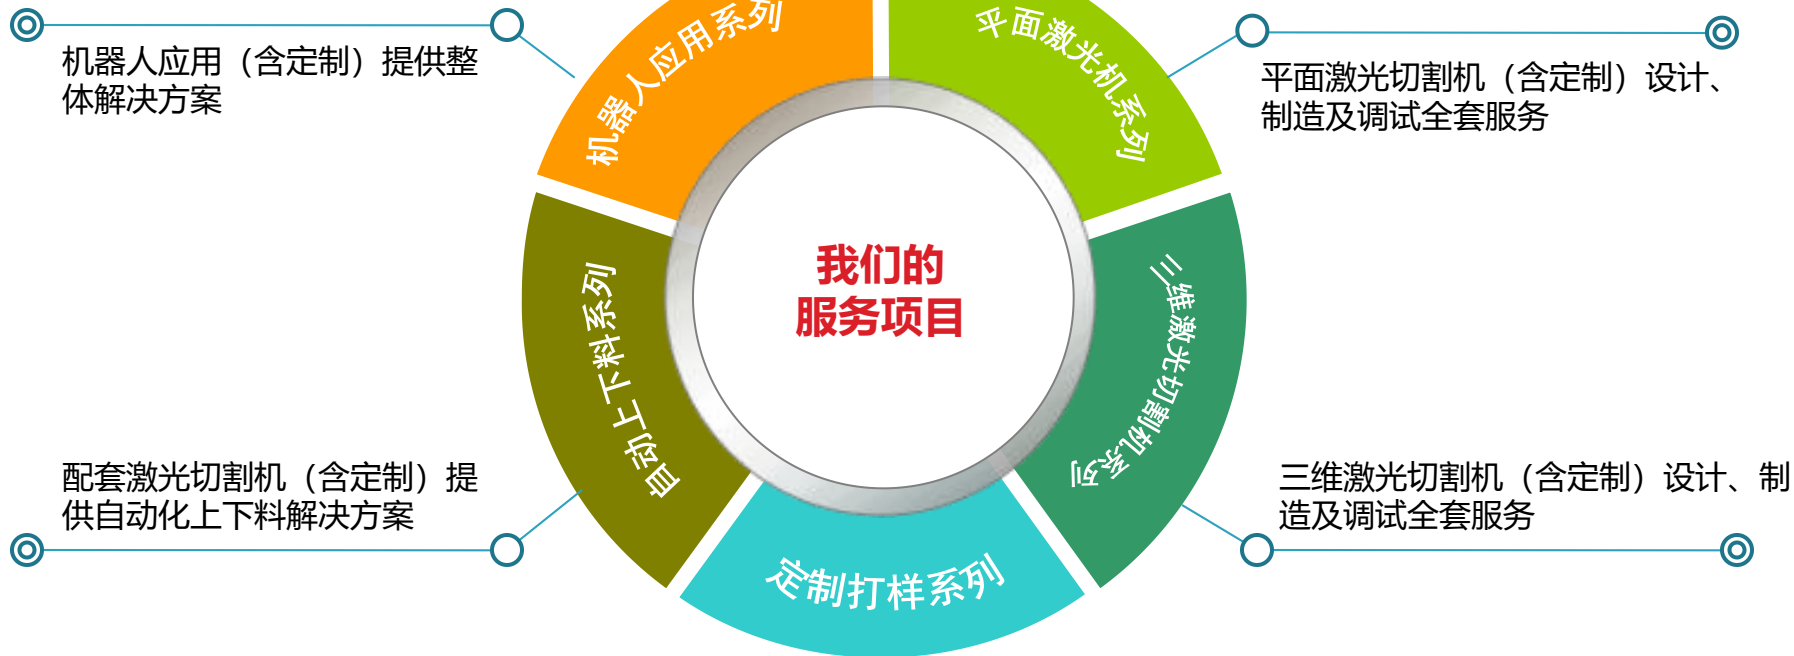 机器人应用（含定制）提供整
体解决方案
机器人应用系列
平面激光机系列
平面激光切割机（含定制）设计、
制造及调试全套服务
我们的
服务项目
自动上下料系列
三维激光切割机系列
配套激光切割机（含定制）提
供自动化上下料解决方案
定制打样系列
三维激光切割机（含定制）设计、制
造及调试全套服务